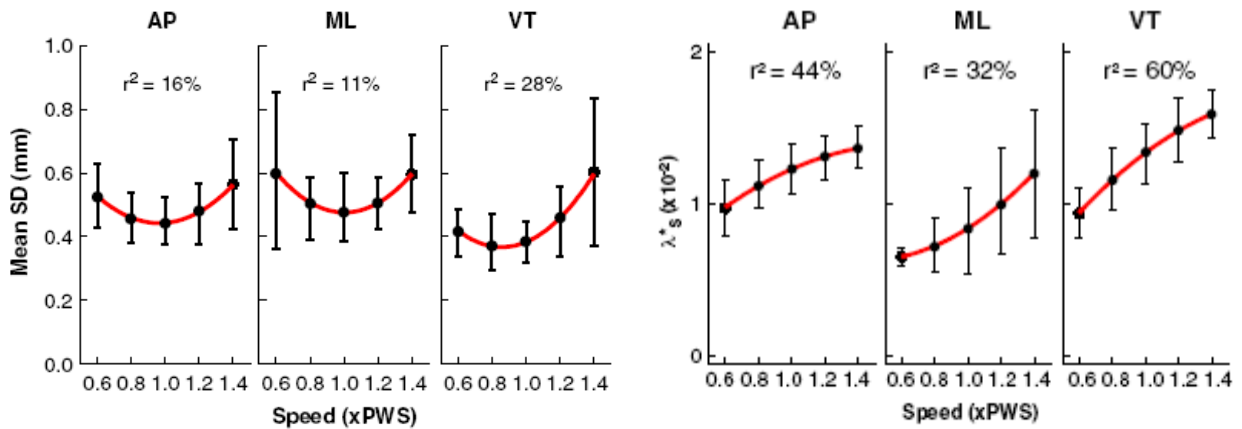 AP ML VT
r² = 16% r² = 11% r² = 28%
Mean SD (mm)
1.0
0.8
0.6
0.4
0.2
0.0
0.6 0.8 1.0 1.2 1.4 0.6 0.8 1.0 1.2 1.4 0.6 0.8 1.0 1.2 1.4
Speed (xPWS)
AP ML VT
r² = 44% r² = 32% r² = 60%
λ*s (x10⁻²)
2
1
0
0.6 0.8 1.0 1.2 1.4 0.6 0.8 1.0 1.2 1.4 0.6 0.8 1.0 1.2 1.4
Speed (xPWS)